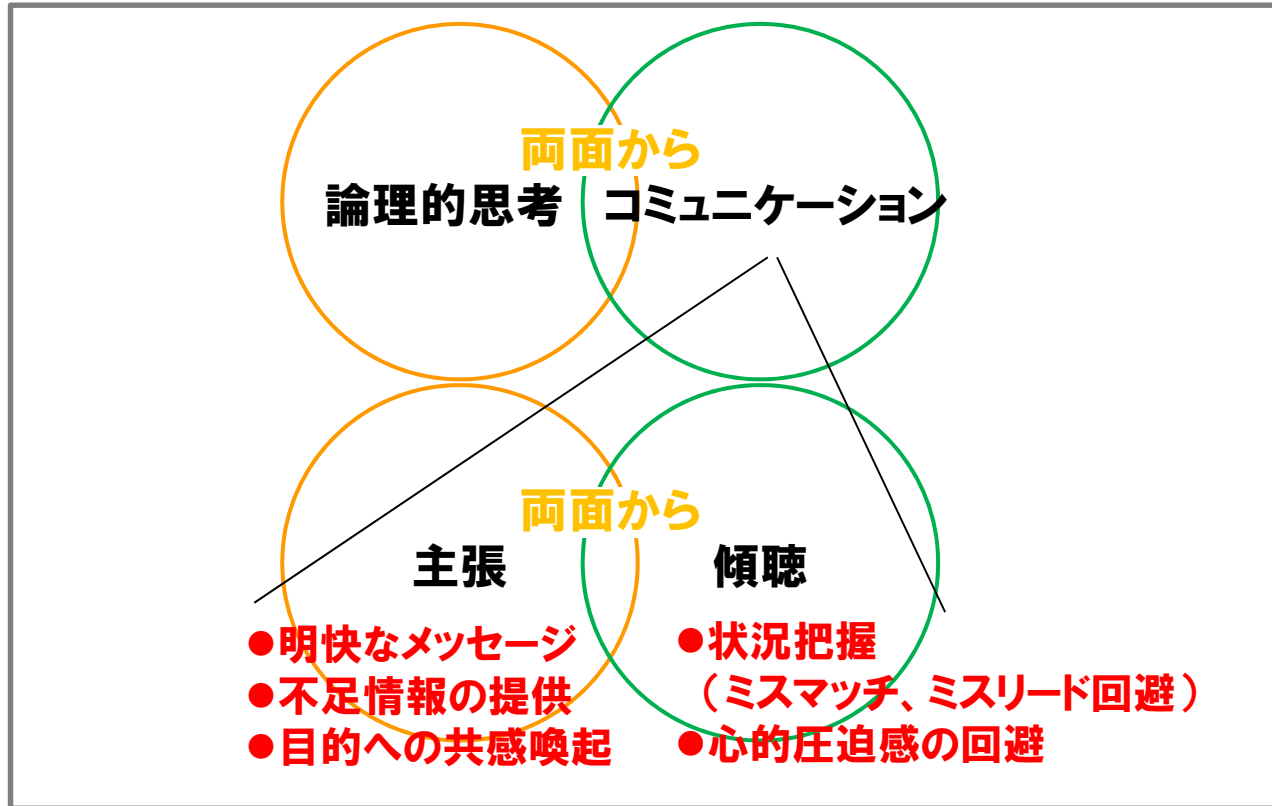 両面から
論理的思考 コミュニケーション
両面から
主張 傾聴
●明快なメッセージ
●不足情報の提供
●目的への共感喚起
●状況把握
（ミスマッチ、ミスリード回避）
●心的圧迫感の回避